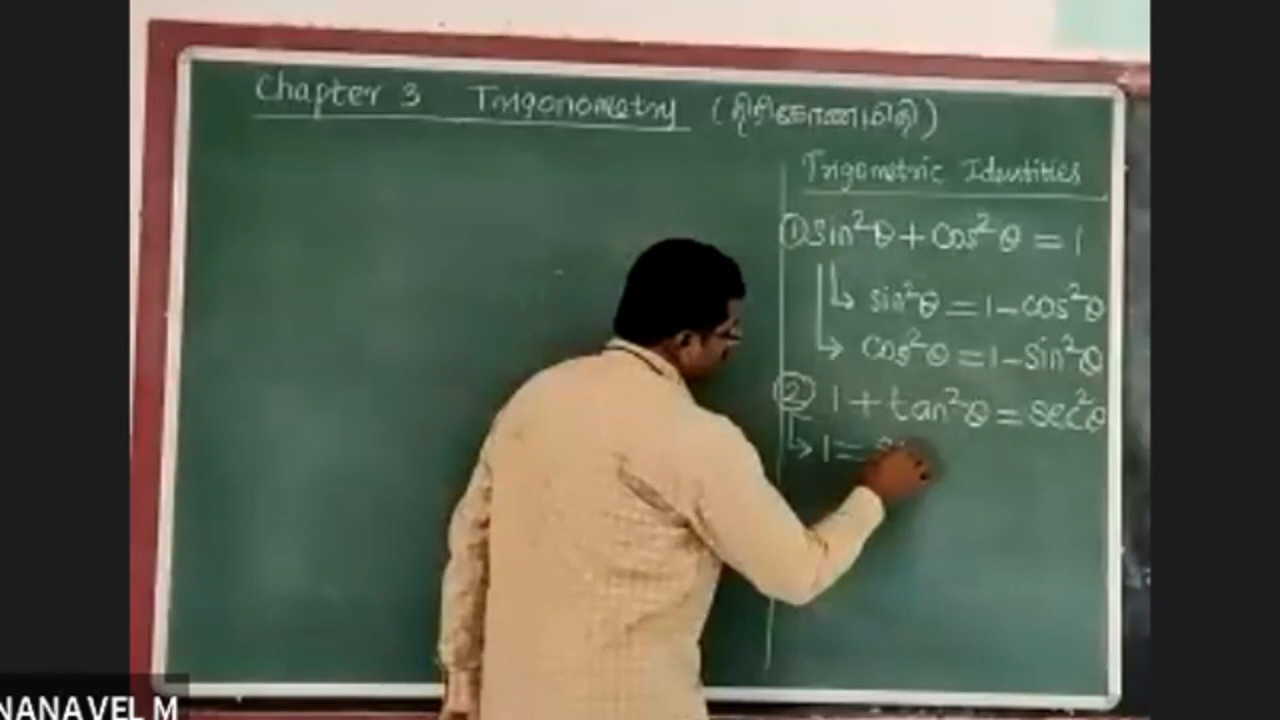 Chapter 3 Trigonometry (திரிகோணமிதி)
Trigometric Identities
① sin²θ + cos²θ = 1
↳ sin²θ = 1 - cos²θ
↳ cos²θ = 1 - sin²θ
② 1 + tan²θ = sec²θ
↳ 1 =
NANAVEL M